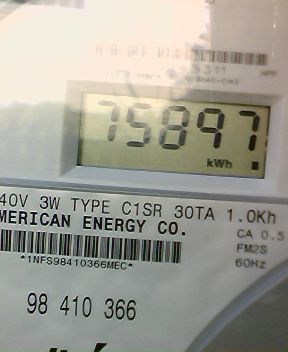 75897
kWh
40V 3W TYPE C1SR 30TA 1.0Kh
MERICAN ENERGY CO.
CA 0.5
FM2S
60Hz
*1NFS98410366MEC*
98 410 366